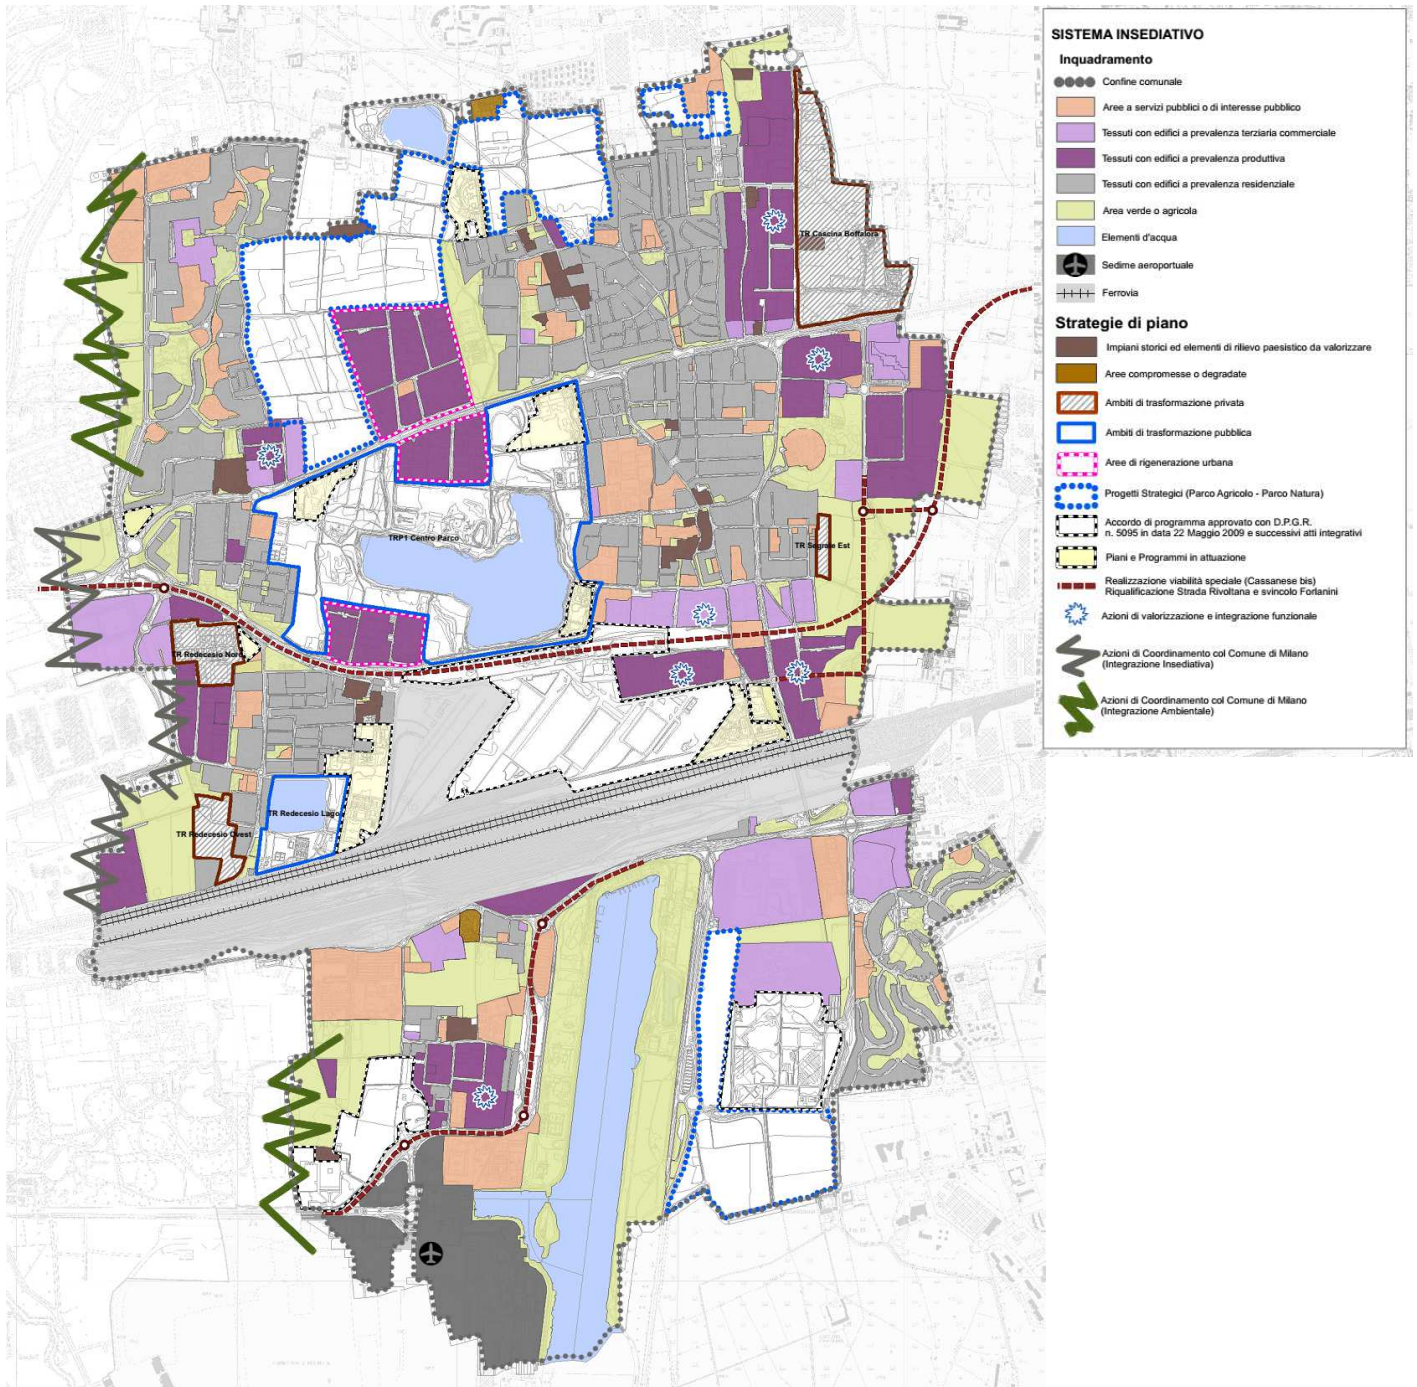 SISTEMA INSEDIATIVO
Inquadramento
Confine comunale
Aree a servizi pubblici o di interesse pubblico
Tessuti con edifici a prevalenza terziaria commerciale
Tessuti con edifici a prevalenza produttiva
Tessuti con edifici a prevalenza residenziale
Area verde o agricola
Elementi d'acqua
Sedime aeroportuale
Ferrovia
Strategie di piano
Impianti storici ed elementi di rilievo paesistico da valorizzare
Aree compromesse o degradate
Ambiti di trasformazione privata
Ambiti di trasformazione pubblica
Aree di rigenerazione urbana
Progetti Strategici (Parco Agricolo - Parco Natura)
Accordo di programma approvato con D.P.G.R.
n. 5095 in data 22 Maggio 2009 e successivi atti integrativi
Piani e Programmi in attuazione
Realizzazione viabilità speciale (Cassanese bis)
Riqualificazione Strada Rivoltana e svincolo Forlanini
Azioni di valorizzazione e integrazione funzionale
Azioni di Coordinamento col Comune di Milano
(Integrazione Insediativa)
Azioni di Coordinamento col Comune di Milano
(Integrazione Ambientale)
TR Cascina Boffalora
TRP1 Centro Parco
TR Segrate Est
TR Redecesio Nord
TR Redecesio Lago
TR Redecesio Ovest